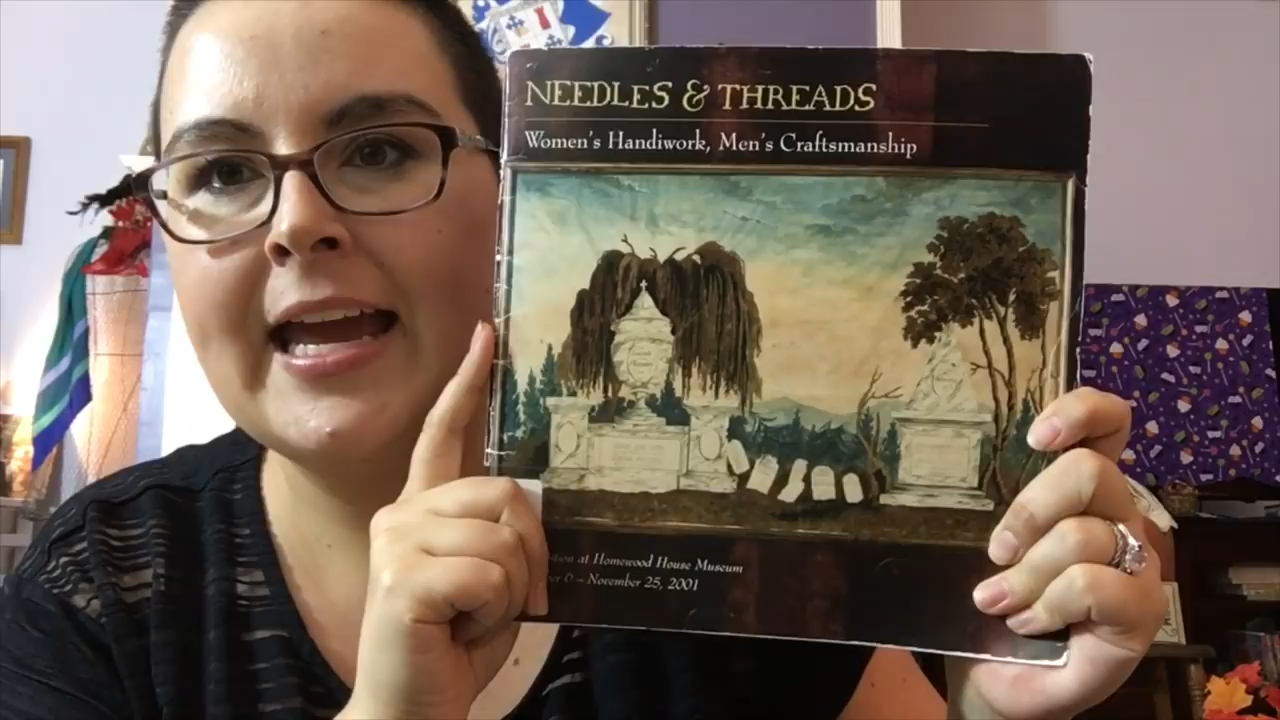 NEEDLES & THREADS
Women's Handiwork, Men's Craftsmanship
at Homewood House Museum
November 25, 2001